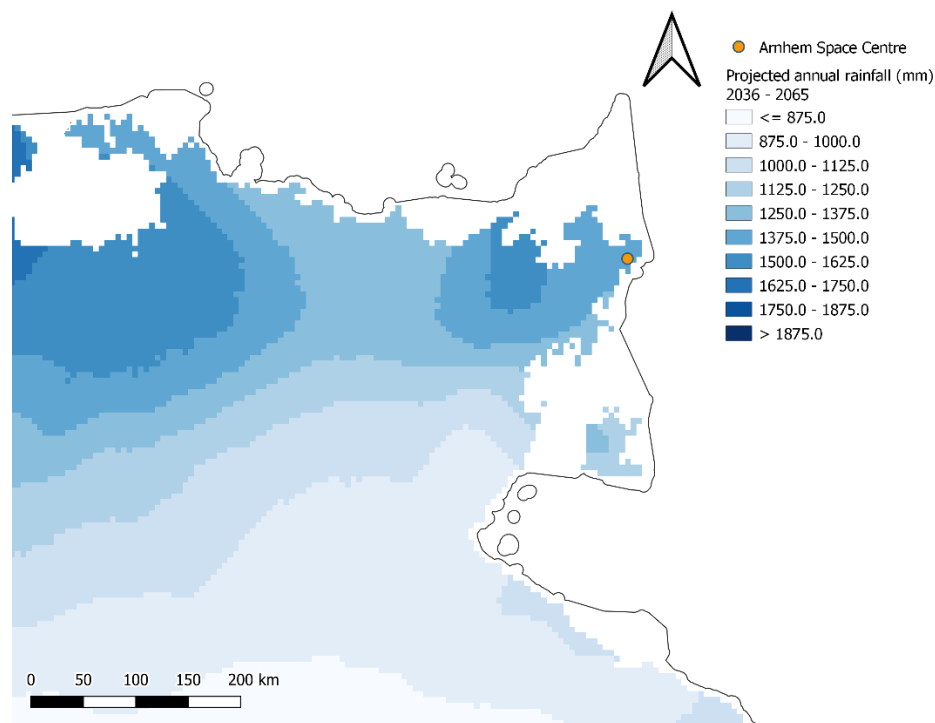 Arnhem Space Centre
Projected annual rainfall (mm)
2036 - 2065
<= 875.0
875.0 - 1000.0
1000.0 - 1125.0
1125.0 - 1250.0
1250.0 - 1375.0
1375.0 - 1500.0
1500.0 - 1625.0
1625.0 - 1750.0
1750.0 - 1875.0
> 1875.0
0 50 100 150 200 km